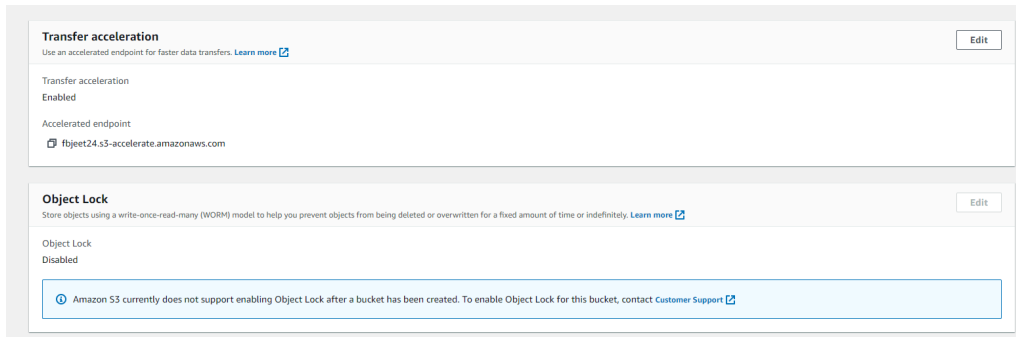 Transfer acceleration
Edit
Use an accelerated endpoint for faster data transfers. Learn more
Transfer acceleration
Enabled
Accelerated endpoint
fbjeet24.s3-accelerate.amazonaws.com
Object Lock
Edit
Store objects using a write-once-read-many (WORM) model to help you prevent objects from being deleted or overwritten for a fixed amount of time or indefinitely. Learn more
Object Lock
Disabled
Amazon S3 currently does not support enabling Object Lock after a bucket has been created. To enable Object Lock for this bucket, contact Customer Support